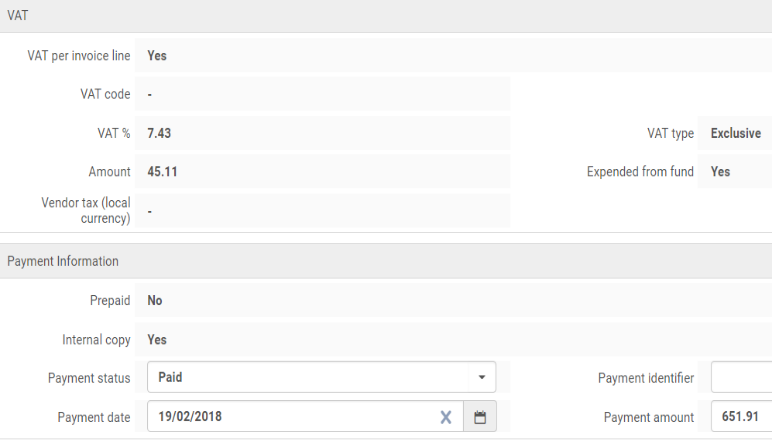 VAT
VAT per invoice line Yes
VAT code -
VAT % 7.43 VAT type Exclusive
Amount 45.11 Expended from fund Yes
Vendor tax (local
currency) -
Payment Information
Prepaid No
Internal copy Yes
Payment status Paid Payment identifier
Payment date 19/02/2018 X Payment amount 651.91